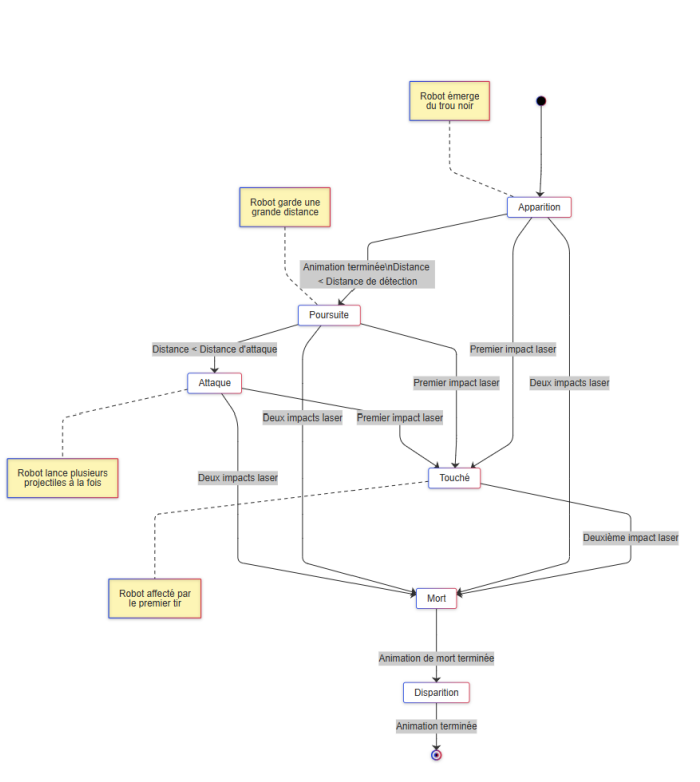 Robot émerge
du trou noir
Robot garde une
grande distance
Apparition
Animation terminée\nDistance
< Distance de détection
Poursuite
Distance < Distance d'attaque
Premier impact laser
Attaque
Premier impact laser
Deux impacts laser
Deux impacts laser
Premier impact laser
Robot lance plusieurs
projectiles à la fois
Deux impacts laser
Touché
Deuxième impact laser
Robot affecté par
le premier tir
Mort
Animation de mort terminée
Disparition
Animation terminée